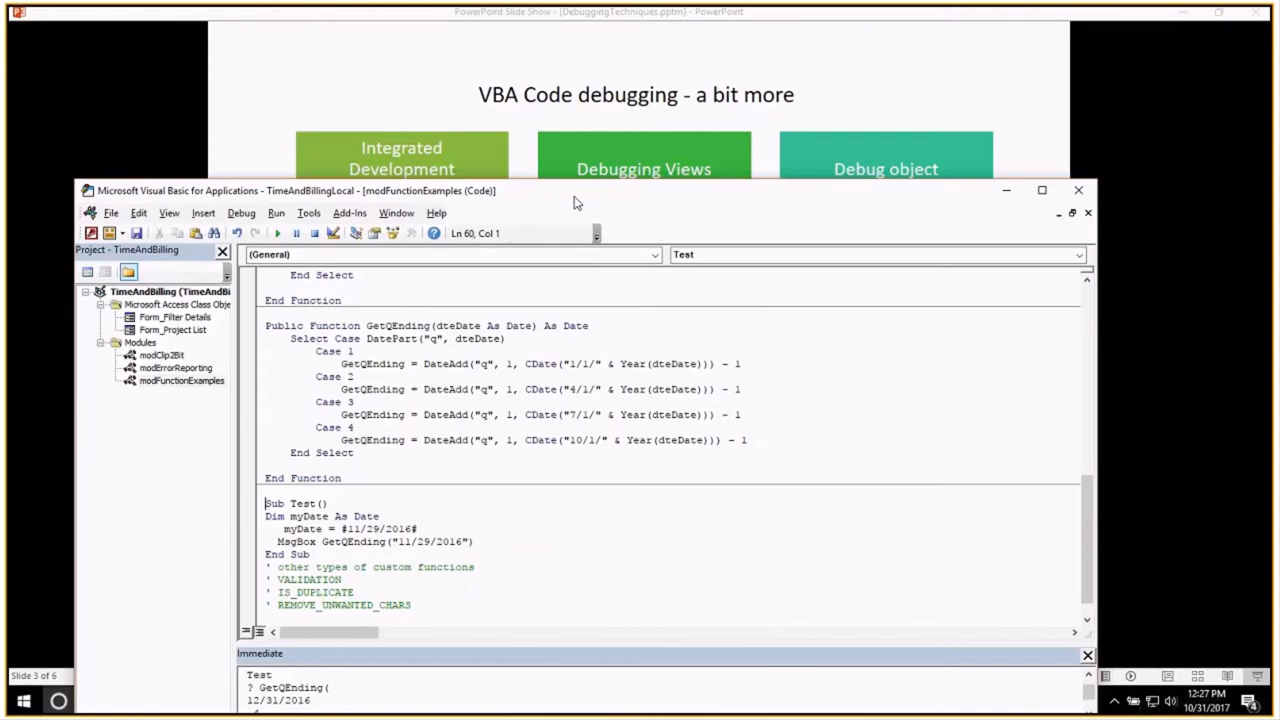 PowerPoint Slide Show - [DebuggingTechniques.pptm] - PowerPoint
VBA Code debugging - a bit more
Integrated
Development
Debugging Views
Debug object
Microsoft Visual Basic for Applications - TimeAndBillingLocal - [modFunctionExamples (Code)]
File Edit View Insert Debug Run Tools Add-Ins Window Help
Ln 60, Col 1
Project - TimeAndBilling
TimeAndBilling (TimeAndBi
Microsoft Access Class Obje
Form_Filter Details
Form_Project List
Modules
modClip2Bit
modErrorReporting
modFunctionExamples
(General)
Test
End Select
End Function
Public Function GetQEnding(dteDate As Date) As Date
Select Case DatePart("q", dteDate)
Case 1
GetQEnding = DateAdd("q", 1, CDate("1/1/" & Year(dteDate))) - 1
Case 2
GetQEnding = DateAdd("q", 1, CDate("4/1/" & Year(dteDate))) - 1
Case 3
GetQEnding = DateAdd("q", 1, CDate("7/1/" & Year(dteDate))) - 1
Case 4
GetQEnding = DateAdd("q", 1, CDate("10/1/" & Year(dteDate))) - 1
End Select
End Function
Sub Test()
Dim myDate As Date
myDate = #11/29/2016#
MsgBox GetQEnding("11/29/2016")
End Sub
' other types of custom functions
' VALIDATION
' IS_DUPLICATE
' REMOVE_UNWANTED_CHARS
Immediate
Test
? GetQEnding(
12/31/2016
Slide 3 of 6
12:27 PM
10/31/2017
4